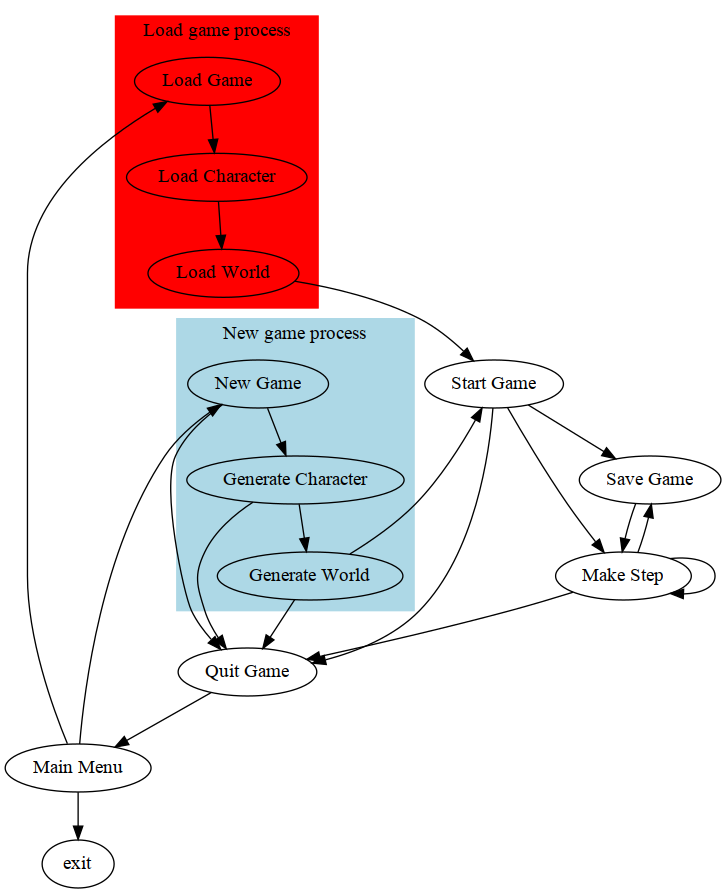 Load game process
Load Game
Load Character
Load World
New game process
New Game
Start Game
Generate Character
Save Game
Generate World
Make Step
Quit Game
Main Menu
exit